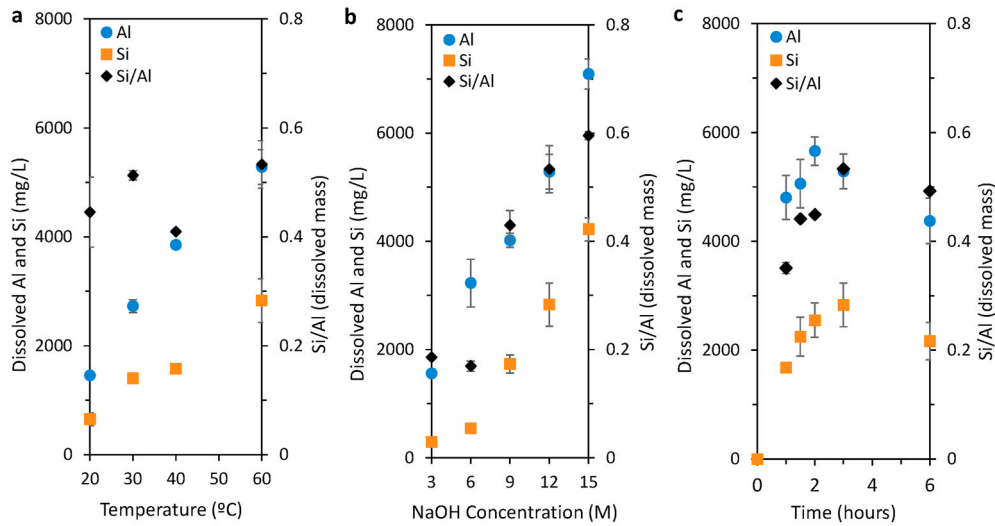 a
8000
6000
4000
2000
0
Dissolved Al and Si (mg/L)
Al
Si
Si/Al
0.8
0.6
0.4
0.2
0
Si/Al (dissolved mass)
20 30 40 50 60
Temperature (ºC)
b
8000
6000
4000
2000
0
Dissolved Al and Si (mg/L)
Al
Si
Si/Al
0.8
0.6
0.4
0.2
0
Si/Al (dissolved mass)
3 6 9 12 15
NaOH Concentration (M)
c
8000
6000
4000
2000
0
Dissolved Al and Si (mg/L)
Al
Si
Si/Al
0.8
0.6
0.4
0.2
0
Si/Al (dissolved mass)
0 2 4 6
Time (hours)